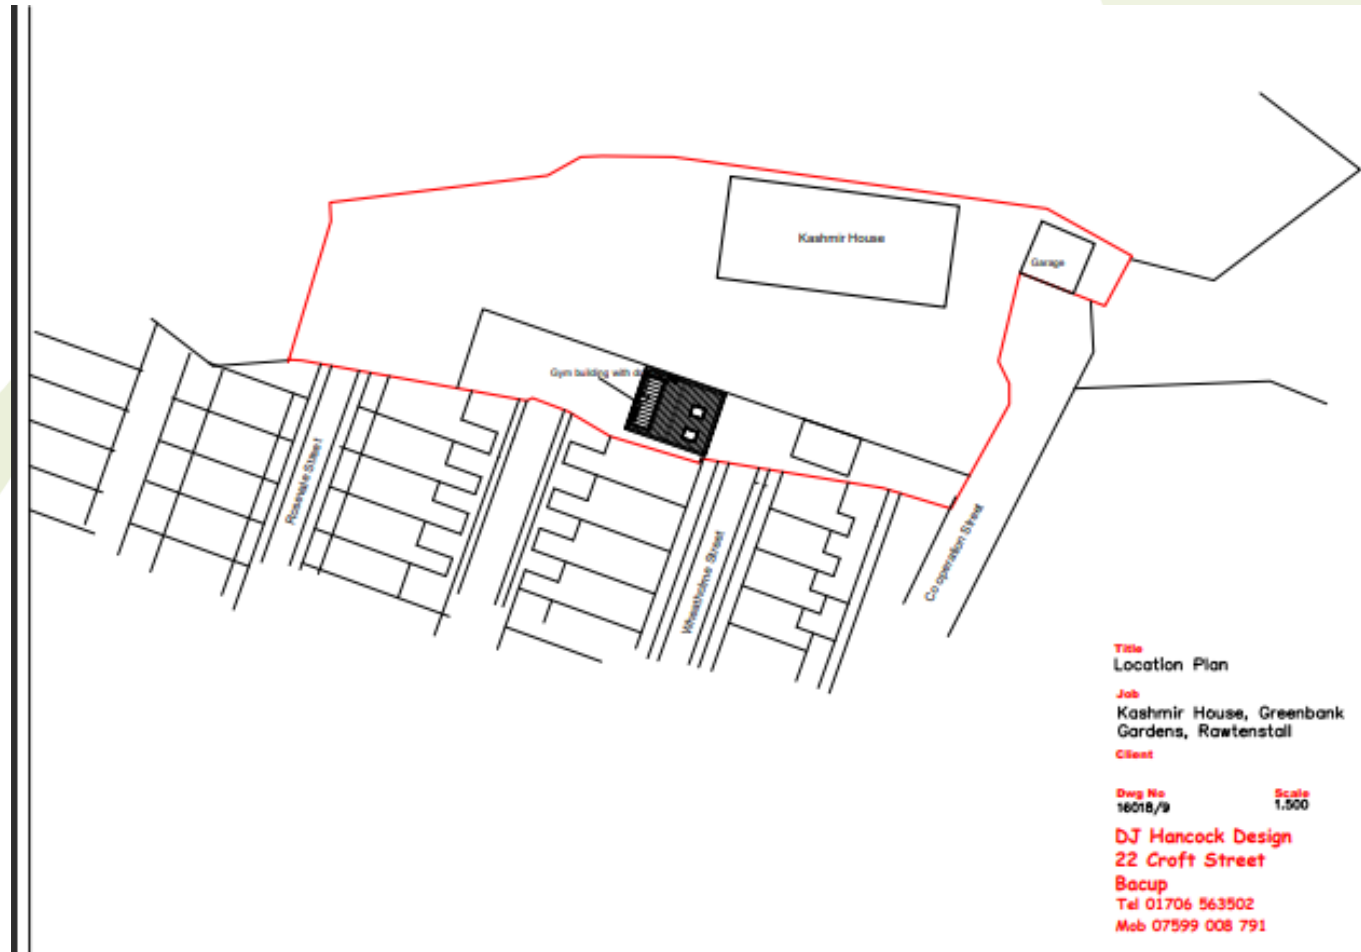 Kashmir House
Garage
Gym building with d
Rossvale Street
Wheatholme Street
Co operation Street
Title
Location Plan
Job
Kashmir House, Greenbank
Gardens, Rawtenstall
Client
Dwg No
Scale
16018/9
1.500
DJ Hancock Design
22 Croft Street
Bacup
Tel 01706 563502
Mob 07599 008 791